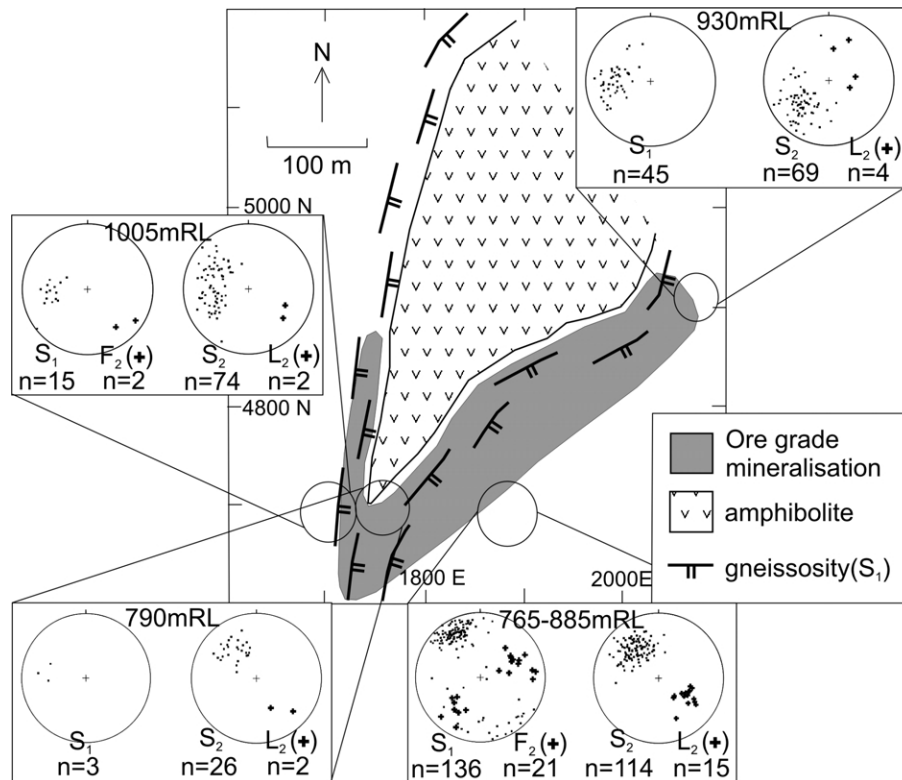 930mRL
S₁
n=45
S₂
n=69
L₂(+)
n=4
N
100 m
5000 N
4800 N
1800 E
2000 E
1005mRL
S₁
n=15
F₂(+)
n=2
S₂
n=74
L₂(+)
n=2
Ore grade
mineralisation
amphibolite
gneissosity(S₁)
790mRL
S₁
n=3
S₂
n=26
L₂(+)
n=2
765-885mRL
S₁
n=136
F₂(+)
n=21
S₂
n=114
L₂(+)
n=15